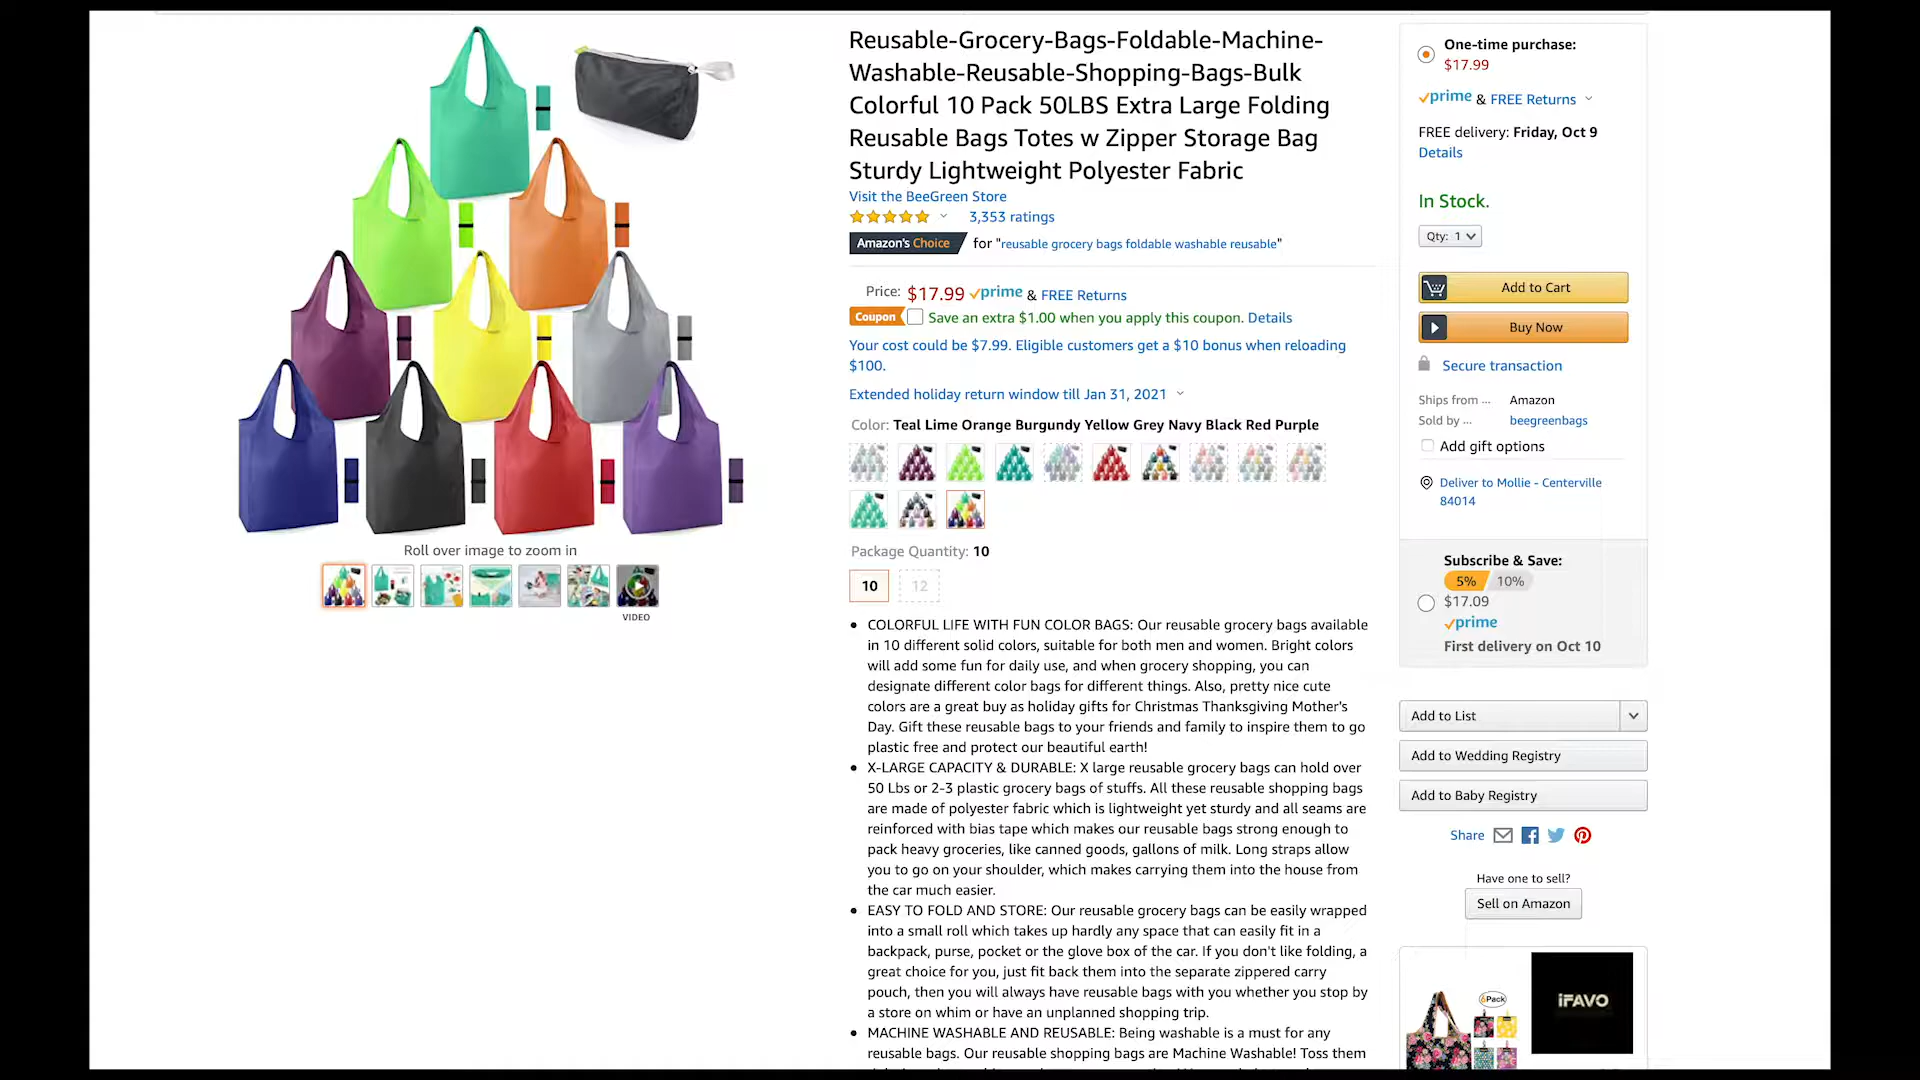 Reusable-Grocery-Bags-Foldable-Machine-
Washable-Reusable-Shopping-Bags-Bulk
Colorful 10 Pack 50LBS Extra Large Folding
Reusable Bags Totes w Zipper Storage Bag
Sturdy Lightweight Polyester Fabric
Visit the BeeGreen Store
3,353 ratings
Amazon's Choice for "reusable grocery bags foldable washable reusable"
Price: $17.99 prime & FREE Returns
Coupon Save an extra $1.00 when you apply this coupon. Details
Your cost could be $7.99. Eligible customers get a $10 bonus when reloading
$100.
Extended holiday return window till Jan 31, 2021
Color: Teal Lime Orange Burgundy Yellow Grey Navy Black Red Purple
Package Quantity: 10
10 12
Roll over image to zoom in
VIDEO
• COLORFUL LIFE WITH FUN COLOR BAGS: Our reusable grocery bags available
in 10 different solid colors, suitable for both men and women. Bright colors
will add some fun for daily use, and when grocery shopping, you can
designate different color bags for different things. Also, pretty nice cute
colors are a great buy as holiday gifts for Christmas Thanksgiving Mother's
Day. Gift these reusable bags to your friends and family to inspire them to go
plastic free and protect our beautiful earth!
• X-LARGE CAPACITY & DURABLE: X large reusable grocery bags can hold over
50 Lbs or 2-3 plastic grocery bags of stuffs. All these reusable shopping bags
are made of polyester fabric which is lightweight yet sturdy and all seams are
reinforced with bias tape which makes our reusable bags strong enough to
pack heavy groceries, like canned goods, gallons of milk. Long straps allow
you to go on your shoulder, which makes carrying them into the house from
the car much easier.
• EASY TO FOLD AND STORE: Our reusable grocery bags can be easily wrapped
into a small roll which takes up hardly any space that can easily fit in a
backpack, purse, pocket or the glove box of the car. If you don't like folding, a
great choice for you, just fit back them into the separate zippered carry
pouch, then you will always have reusable bags with you whether you stop by
a store on whim or have an unplanned shopping trip.
• MACHINE WASHABLE AND REUSABLE: Being washable is a must for any
reusable bags. Our reusable shopping bags are Machine Washable! Toss them
One-time purchase:
$17.99
prime & FREE Returns
FREE delivery: Friday, Oct 9
Details
In Stock.
Qty: 1
Add to Cart
Buy Now
Secure transaction
Ships from ... Amazon
Sold by ... beegreenbags
Add gift options
Deliver to Mollie - Centerville
84014
Subscribe & Save:
5% 10%
$17.09
prime
First delivery on Oct 10
Add to List
Add to Wedding Registry
Add to Baby Registry
Share
Have one to sell?
Sell on Amazon
6Pack
iFAVO